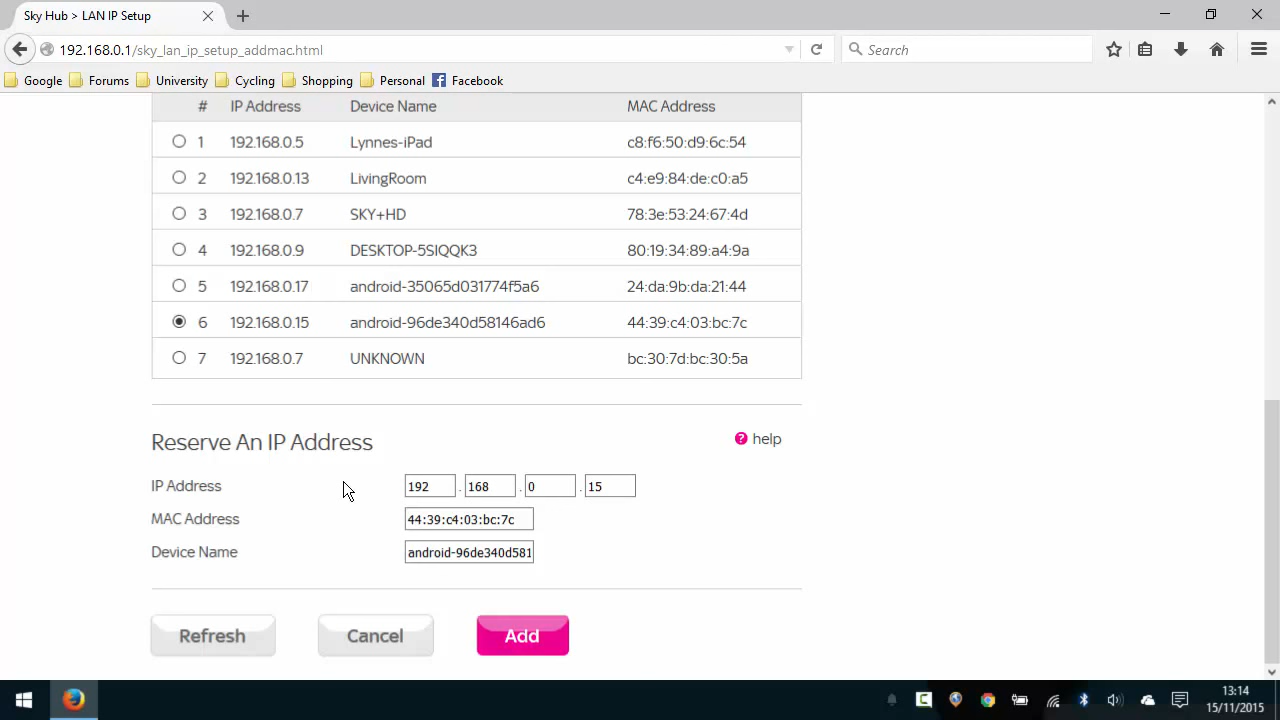 Sky Hub > LAN IP Setup
192.168.0.1/sky_lan_ip_setup_addmac.html
Search
Google Forums University Cycling Shopping Personal Facebook
# IP Address Device Name MAC Address
1 192.168.0.5 Lynnes-iPad c8:f6:50:d9:6c:54
2 192.168.0.13 LivingRoom c4:e9:84:de:c0:a5
3 192.168.0.7 SKY+HD 78:3e:53:24:67:4d
4 192.168.0.9 DESKTOP-5SIQQK3 80:19:34:89:a4:9a
5 192.168.0.17 android-35065d031774f5a6 24:da:9b:da:21:44
6 192.168.0.15 android-96de340d58146ad6 44:39:c4:03:bc:7c
7 192.168.0.7 UNKNOWN bc:30:7d:bc:30:5a
Reserve An IP Address ? help
IP Address 192 . 168 . 0 . 15
MAC Address 44:39:c4:03:bc:7c
Device Name android-96de340d581
Refresh Cancel Add
13:14
15/11/2015